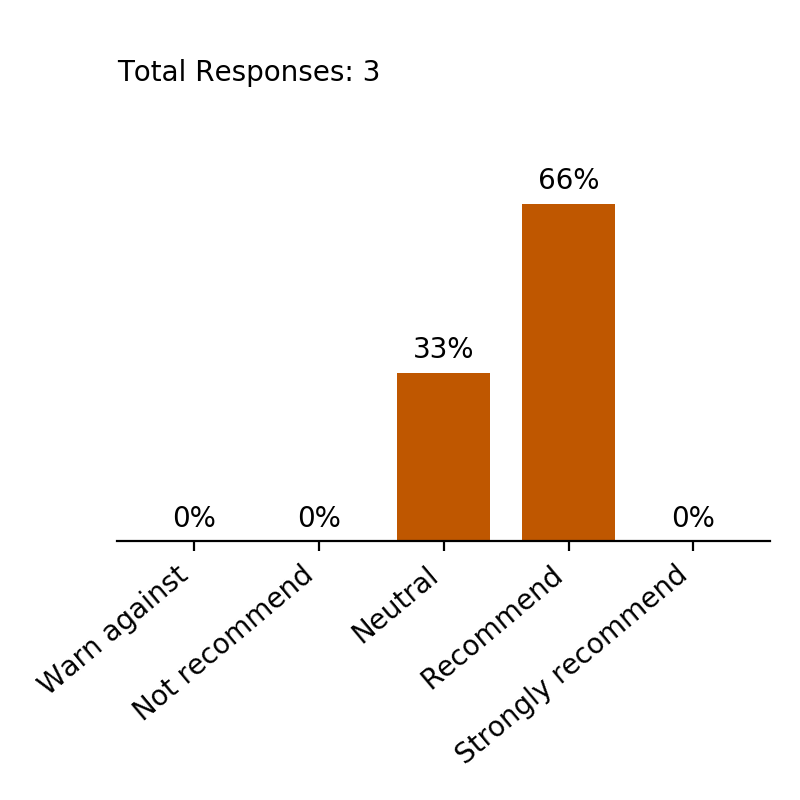 Total Responses: 3
66%
33%
0%
0%
0%
Warn against
Not recommend
Neutral
Recommend
Strongly recommend